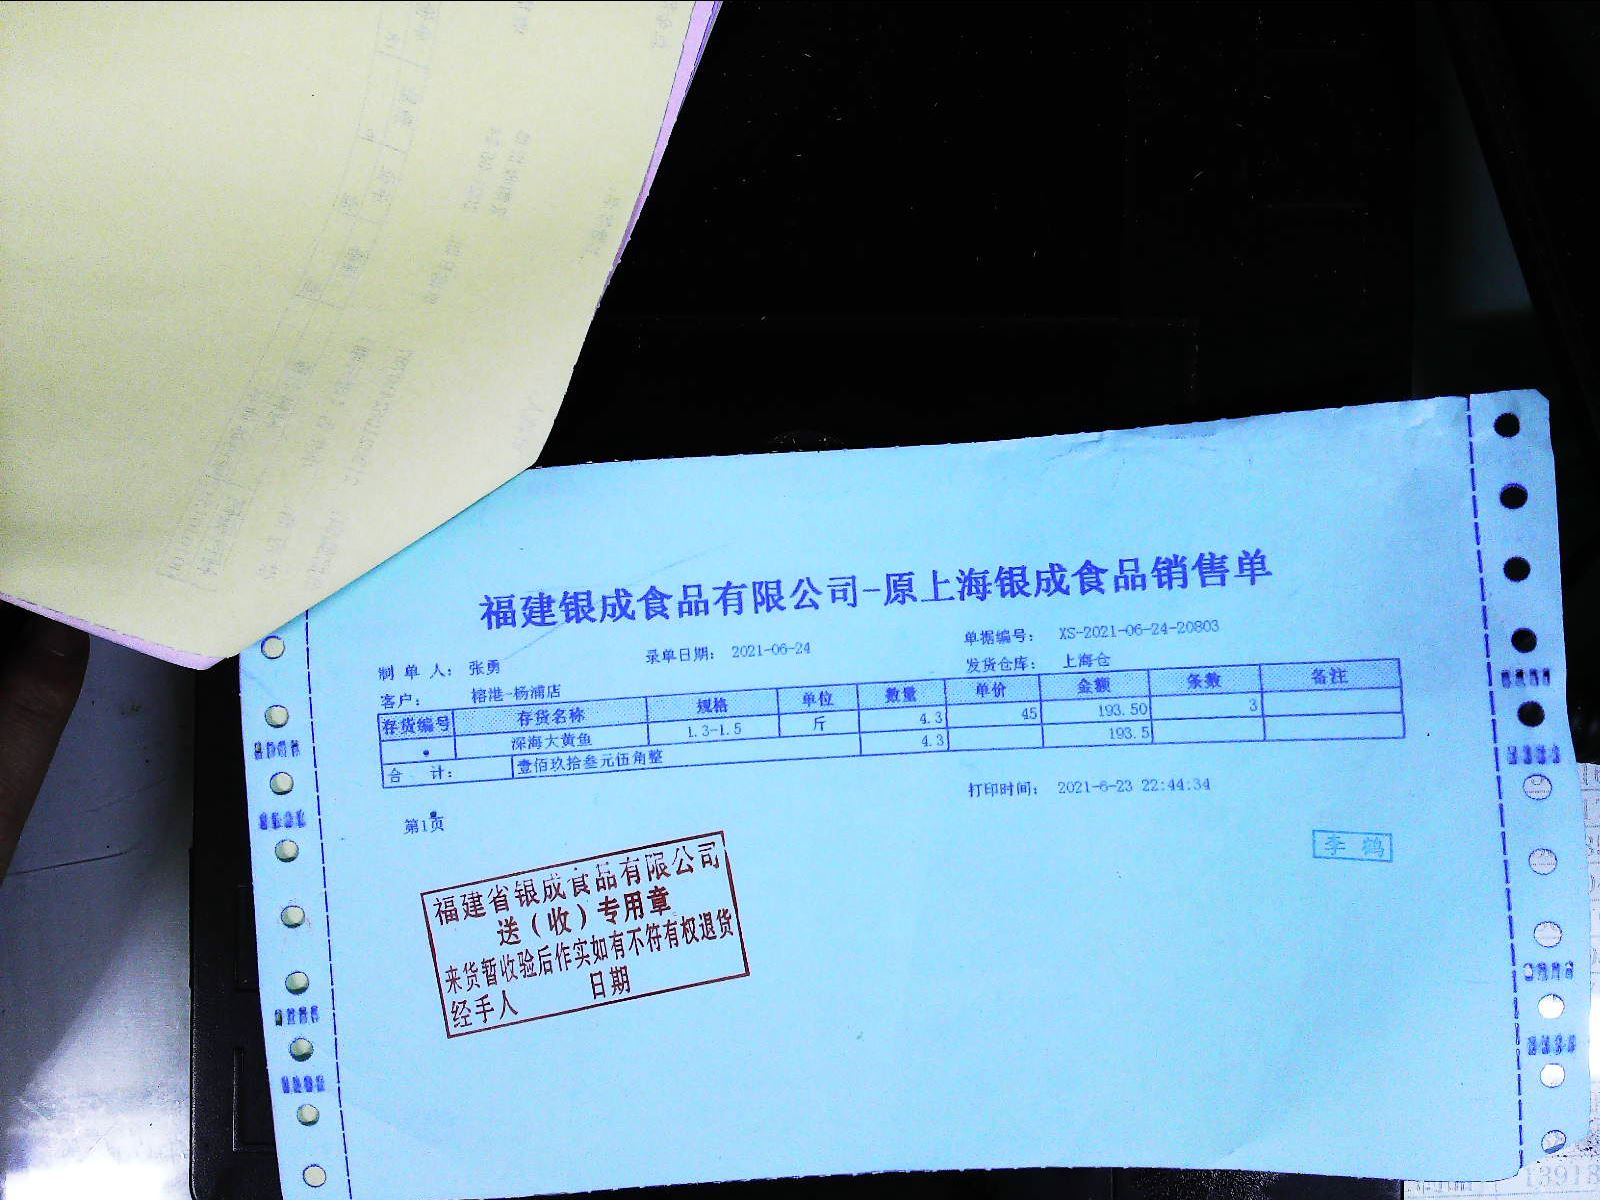 福建银成食品有限公司-原上海银成食品销售单
制 单 人： 张勇 录单日期： 2021-06-24 单据编号： XS-2021-06-24-20803
客户： 榕港-杨浦店 发货仓库： 上海仓
存货编号 存货名称 规格 单位 数量 单价 金额 条数 备注
深海大黄鱼 1.3-1.5 斤 4.3 45 193.50 3
合 计： 壹佰玖拾叁元伍角整 4.3 193.5
打印时间： 2021-6-23 22:44:34
第1页
李 鹤
福建省银成食品有限公司
送（收）专用章
来货暂收验后作实如有不符有权退货
经手人 日期